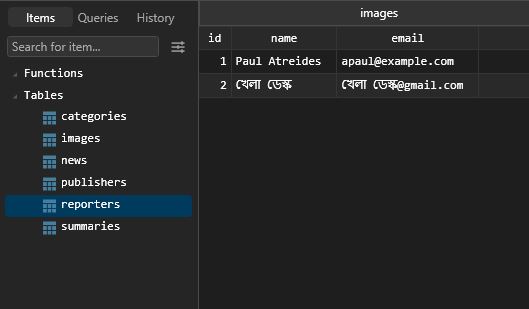 Items Queries History
Search for item...
Functions
Tables
categories
images
news
publishers
reporters
summaries
images
id name email
1 Paul Atreides apaul@example.com
2 খেলা ডেস্ক খেলা ডেস্ক@gmail.com